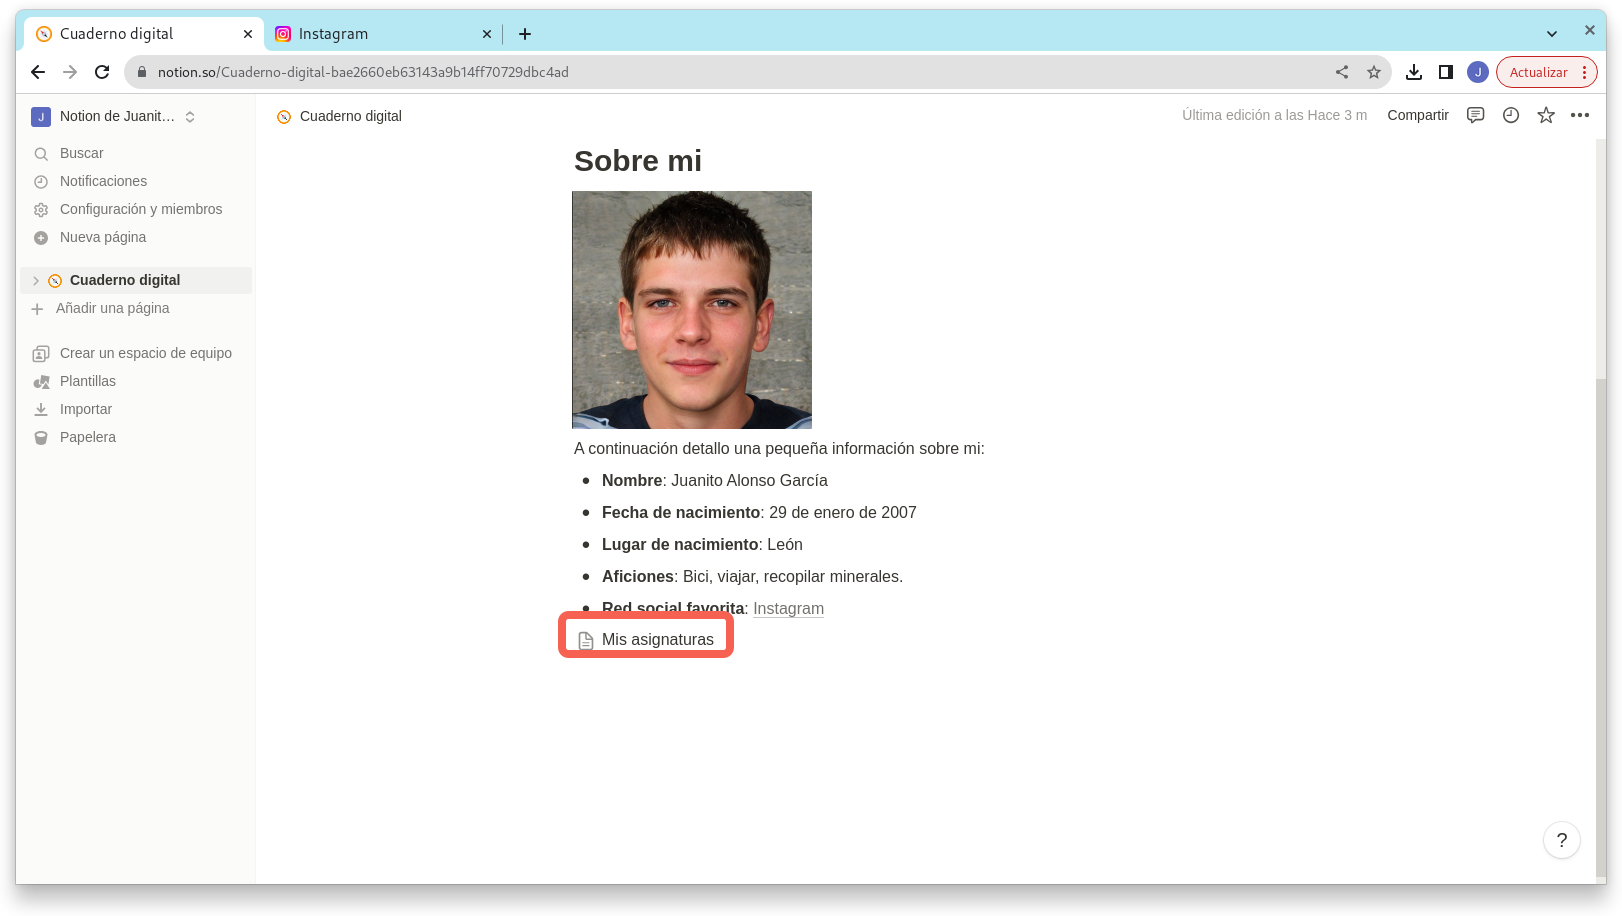 Cuaderno digital
Instagram
notion.so/Cuaderno-digital-bae2660eb63143a9b14ff70729dbc4ad
J
Actualizar
J
Notion de Juanit...
Cuaderno digital
Última edición a las Hace 3 m
Compartir
Buscar
Notificaciones
Configuración y miembros
Nueva página
Cuaderno digital
Añadir una página
Crear un espacio de equipo
Plantillas
Importar
Papelera
Sobre mi
A continuación detallo una pequeña información sobre mi:
• Nombre: Juanito Alonso García
• Fecha de nacimiento: 29 de enero de 2007
• Lugar de nacimiento: León
• Aficiones: Bici, viajar, recopilar minerales.
• Red social favorita: Instagram
Mis asignaturas
?